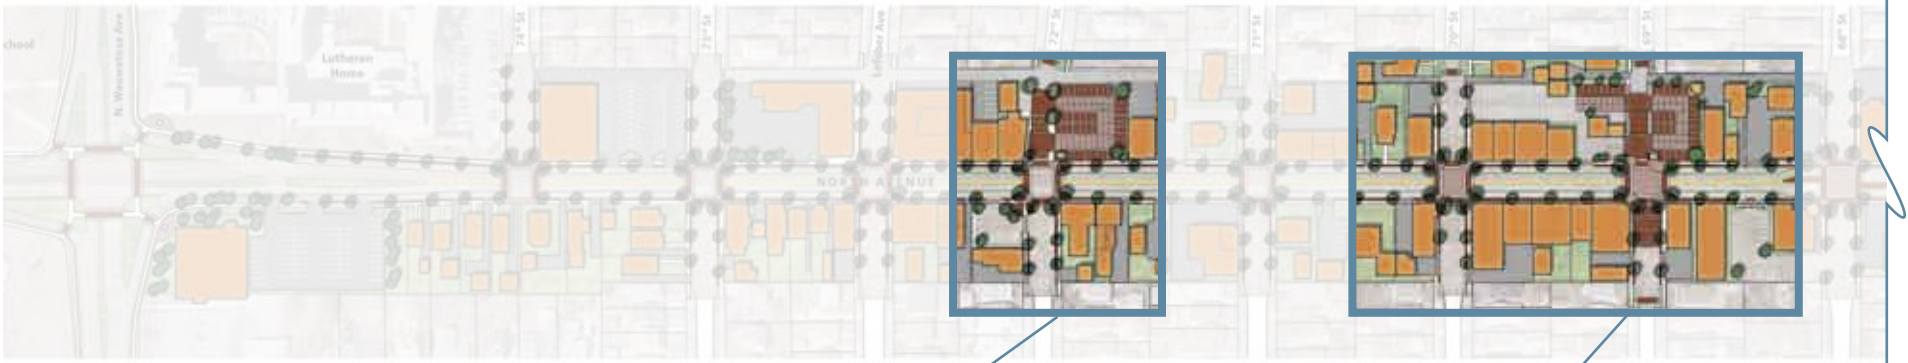 chool
N. Wauwatosa Ave
Lutheran
Home
74th St
73rd St
Lefeber Ave
72nd St
71st St
70th St
69th St
68th St
NORTH AVENUE